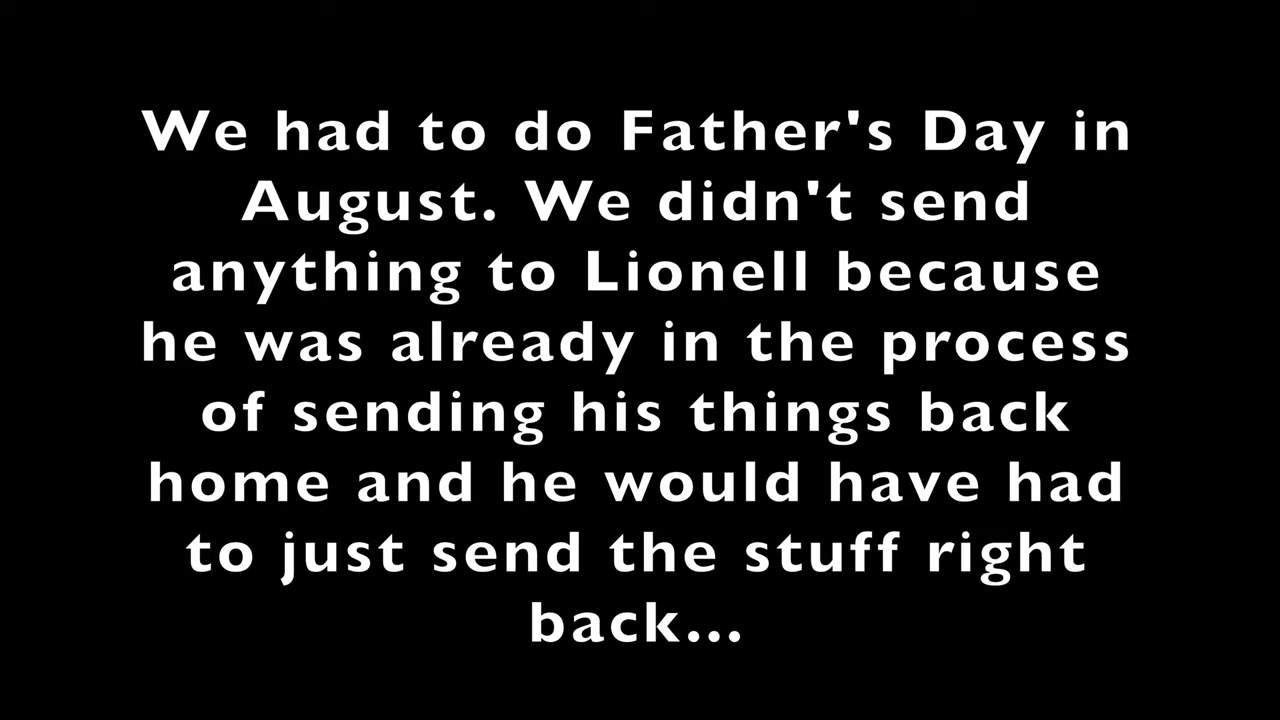 We had to do Father's Day in
August. We didn't send
anything to Lionell because
he was already in the process
of sending his things back
home and he would have had
to just send the stuff right
back...